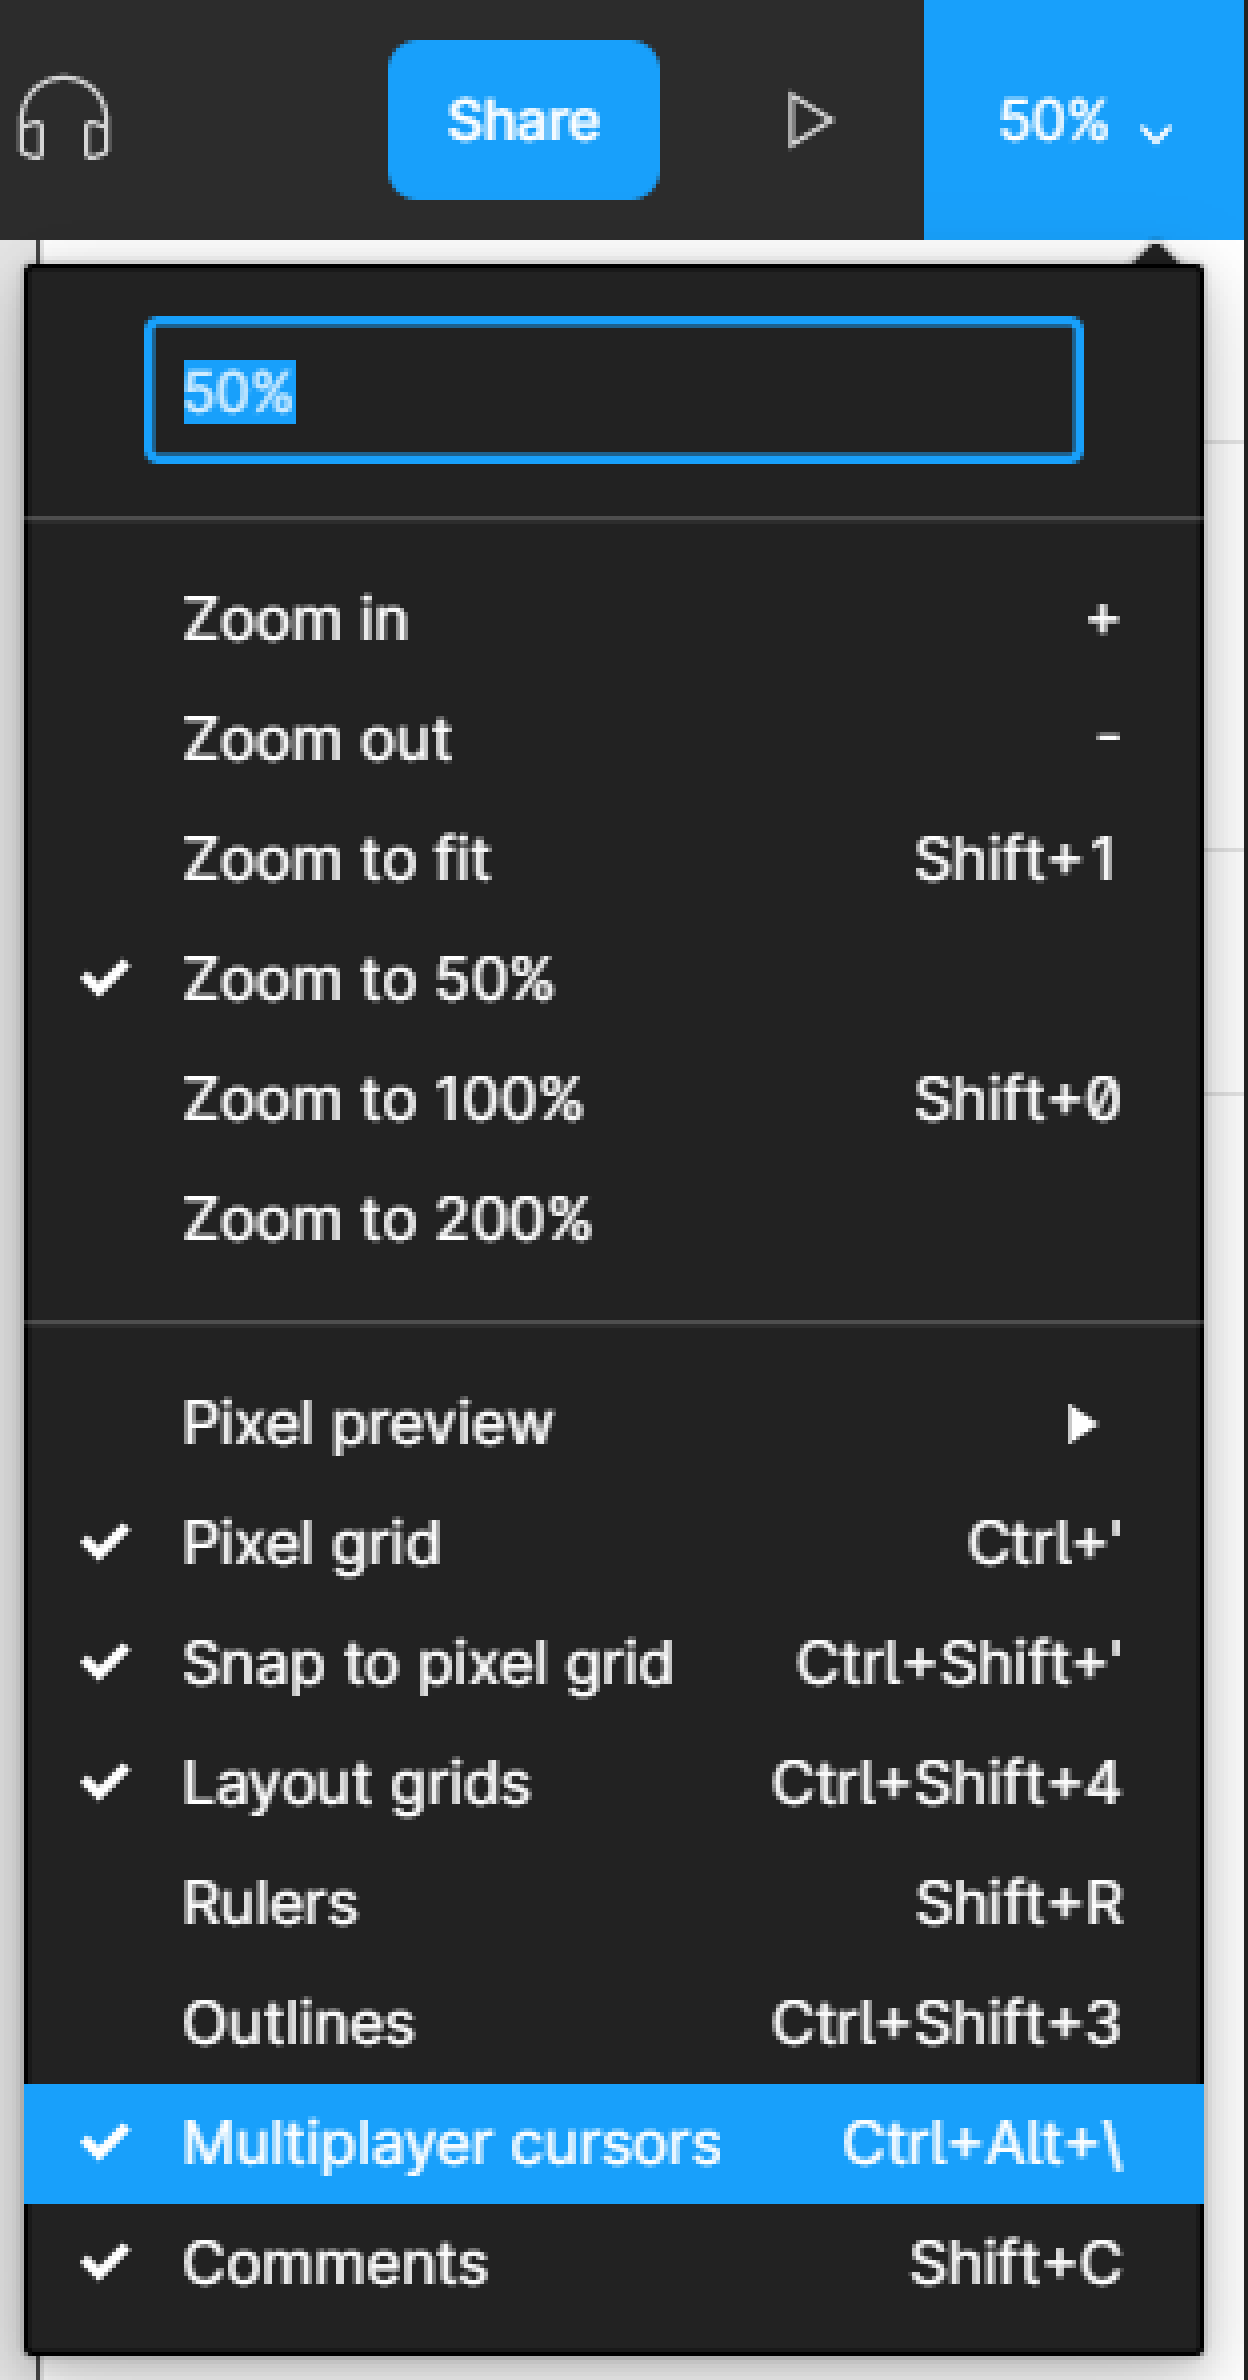 Share 50%
50%
Zoom in +
Zoom out -
Zoom to fit Shift+1
Zoom to 50%
Zoom to 100% Shift+0
Zoom to 200%
Pixel preview
Pixel grid Ctrl+'
Snap to pixel grid Ctrl+Shift+'
Layout grids Ctrl+Shift+4
Rulers Shift+R
Outlines Ctrl+Shift+3
Multiplayer cursors Ctrl+Alt+\
Comments Shift+C